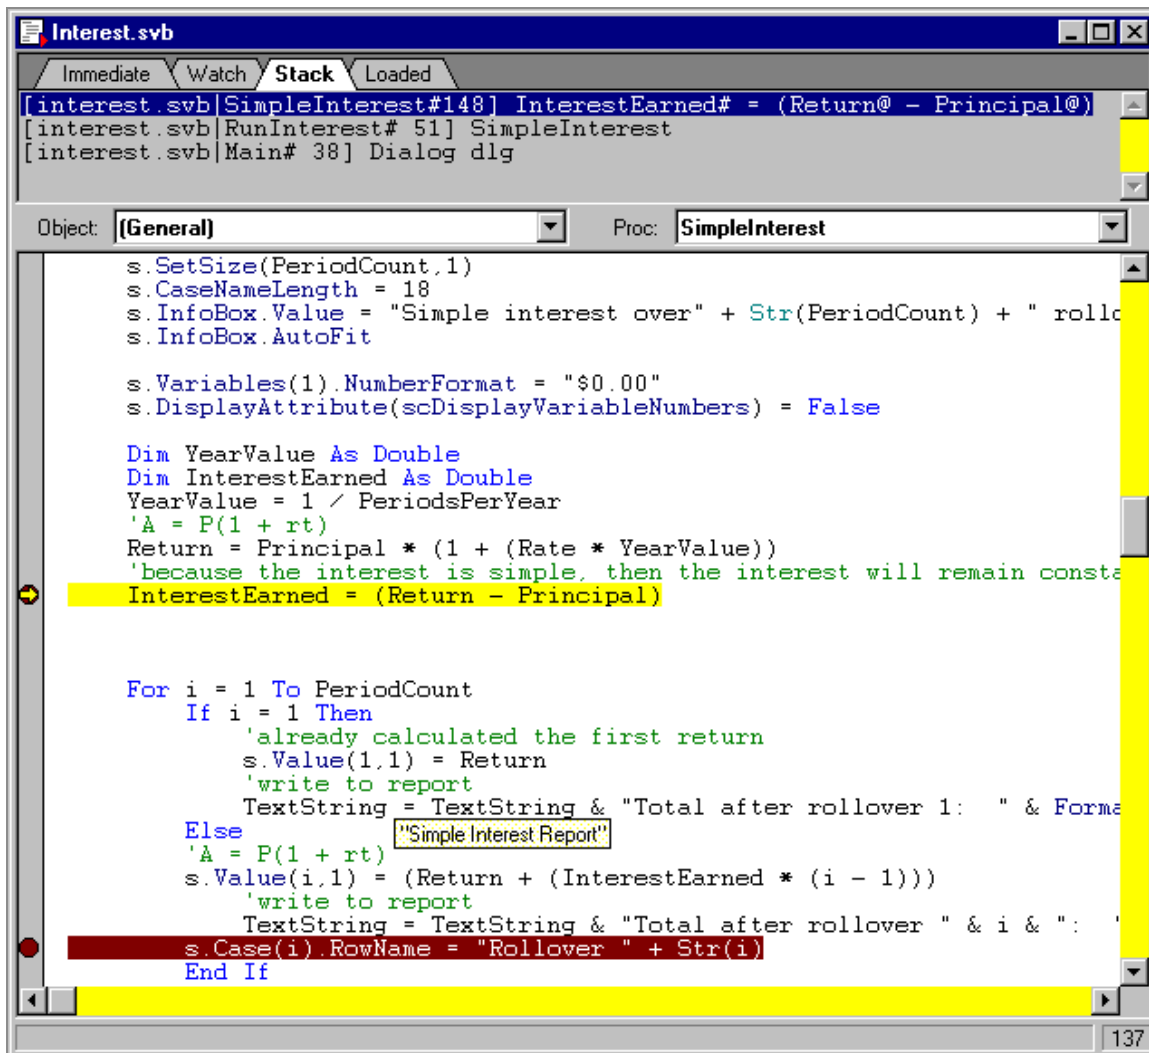 Interest.svb
Immediate Watch Stack Loaded
[interest.svb|SimpleInterest#148] InterestEarned# = (Return@ - Principal@)
[interest.svb|RunInterest# 51] SimpleInterest
[interest.svb|Main# 38] Dialog dlg
Object: (General) Proc: SimpleInterest
s.SetSize(PeriodCount,1)
s.CaseNameLength = 18
s.InfoBox.Value = "Simple interest over" + Str(PeriodCount) + " rollo
s.InfoBox.AutoFit
s.Variables(1).NumberFormat = "$0.00"
s.DisplayAttribute(scDisplayVariableNumbers) = False
Dim YearValue As Double
Dim InterestEarned As Double
YearValue = 1 / PeriodsPerYear
'A = P(1 + rt)
Return = Principal * (1 + (Rate * YearValue))
'because the interest is simple, then the interest will remain consta
InterestEarned = (Return - Principal)
For i = 1 To PeriodCount
If i = 1 Then
'already calculated the first return
s.Value(1,1) = Return
'write to report
TextString = TextString & "Total after rollover 1:  " & Forma
Else
"Simple Interest Report"
'A = P(1 + rt)
s.Value(i,1) = (Return + (InterestEarned * (i - 1)))
'write to report
TextString = TextString & "Total after rollover " & i & ":  "
s.Case(i).RowName = "Rollover " + Str(i)
End If
137